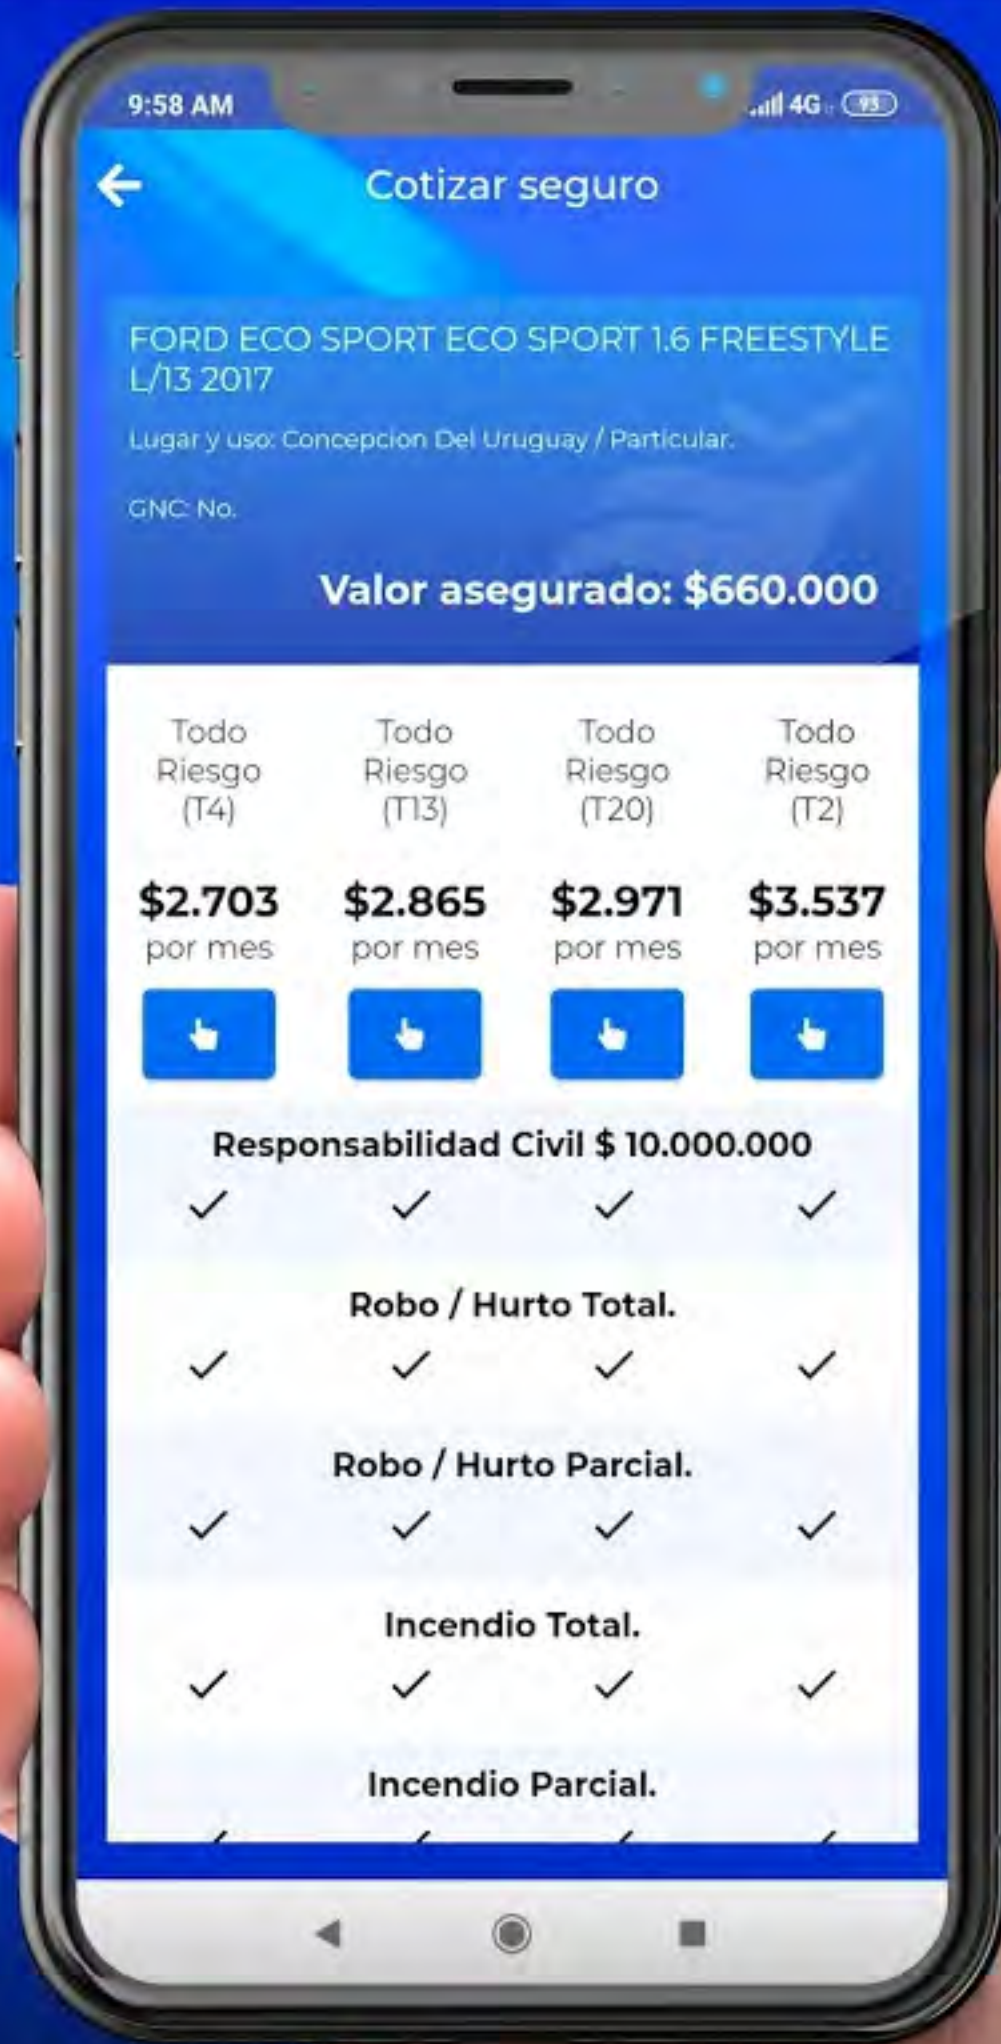 9:58 AM
4G 93
Cotizar seguro
FORD ECO SPORT ECO SPORT 1.6 FREESTYLE
L/13 2017
Lugar y uso: Concepcion Del Uruguay / Particular.
GNC: No.
Valor asegurado: $660.000
Todo Riesgo (T4)
Todo Riesgo (T13)
Todo Riesgo (T20)
Todo Riesgo (T2)
$2.703 $2.865 $2.971 $3.537
por mes por mes por mes por mes
Responsabilidad Civil $ 10.000.000
Robo / Hurto Total.
Robo / Hurto Parcial.
Incendio Total.
Incendio Parcial.